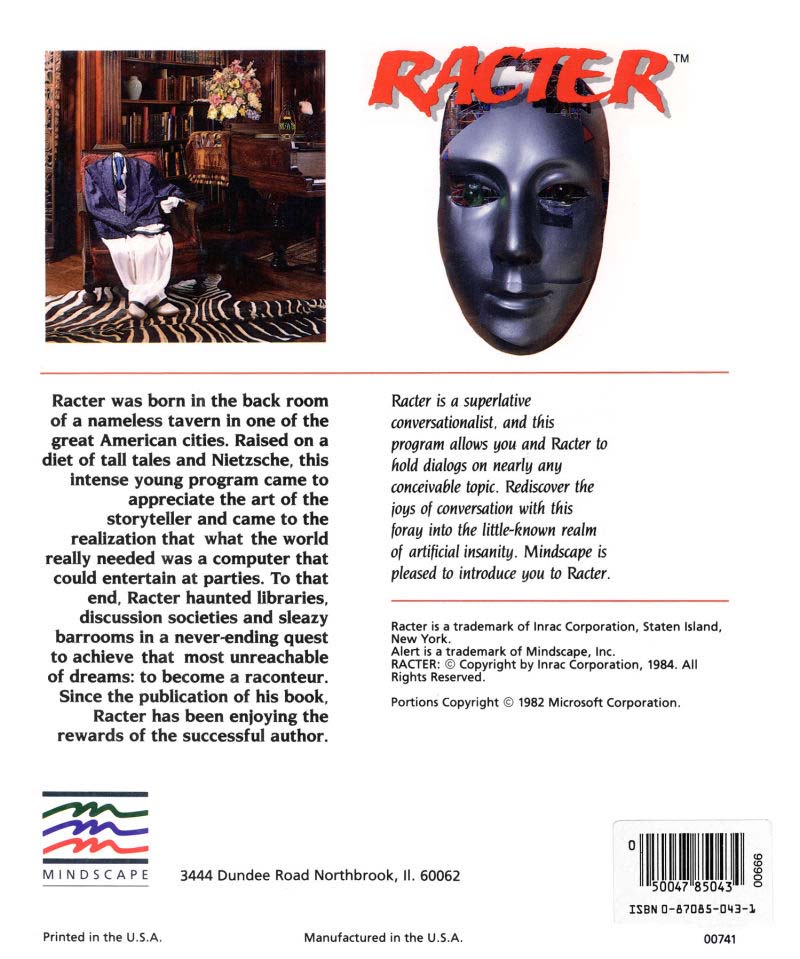 RACTER™
Racter was born in the back room
of a nameless tavern in one of the
great American cities. Raised on a
diet of tall tales and Nietzsche, this
intense young program came to
appreciate the art of the
storyteller and came to the
realization that what the world
really needed was a computer that
could entertain at parties. To that
end, Racter haunted libraries,
discussion societies and sleazy
barrooms in a never-ending quest
to achieve that most unreachable
of dreams: to become a raconteur.
Since the publication of his book,
Racter has been enjoying the
rewards of the successful author.
Racter is a superlative
conversationalist, and this
program allows you and Racter to
hold dialogs on nearly any
conceivable topic. Rediscover the
joys of conversation with this
foray into the little-known realm
of artificial insanity. Mindscape is
pleased to introduce you to Racter.
Racter is a trademark of Inrac Corporation, Staten Island,
New York.
Alert is a trademark of Mindscape, Inc.
RACTER: © Copyright by Inrac Corporation, 1984. All
Rights Reserved.
Portions Copyright © 1982 Microsoft Corporation.
MINDSCAPE
3444 Dundee Road Northbrook, Il. 60062
0
50047 85043
00666
ISBN 0-87085-043-1
Printed in the U.S.A.
Manufactured in the U.S.A.
00741